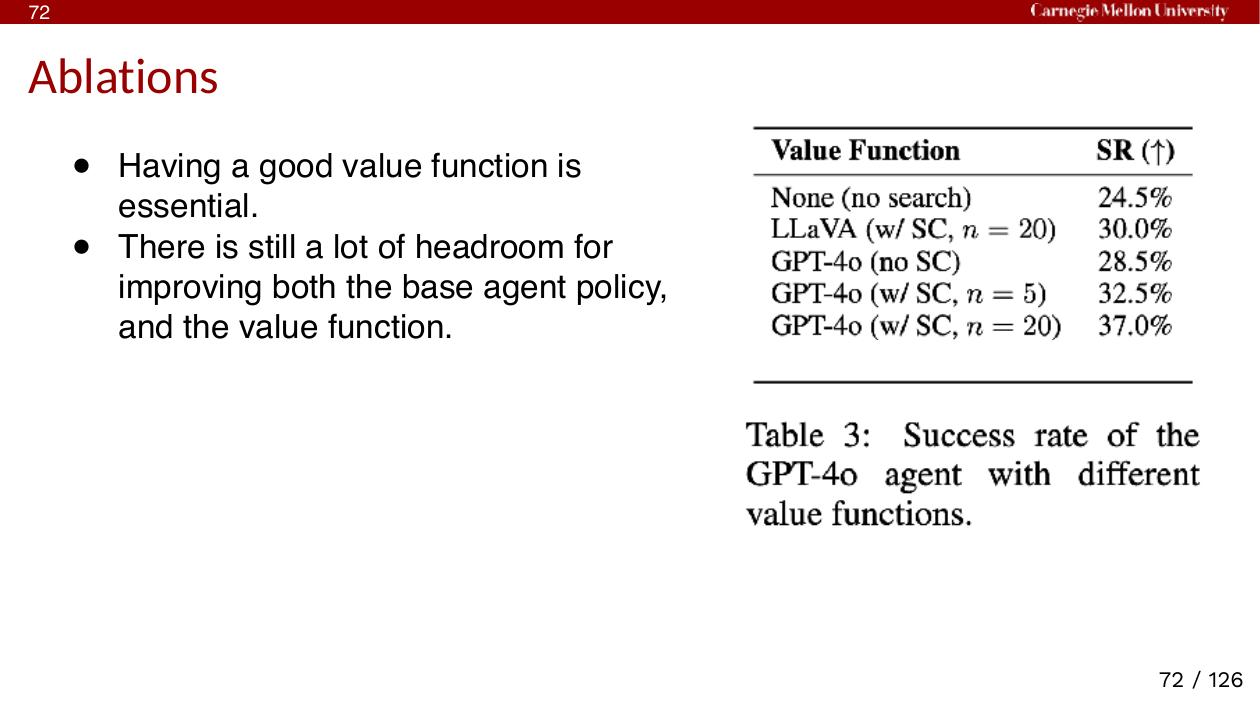 72
Carnegie Mellon University
Ablations
● Having a good value function is
essential.
● There is still a lot of headroom for
improving both the base agent policy,
and the value function.
Value Function SR (↑)
None (no search) 24.5%
LLaVA (w/ SC, n = 20) 30.0%
GPT-4o (no SC) 28.5%
GPT-4o (w/ SC, n = 5) 32.5%
GPT-4o (w/ SC, n = 20) 37.0%
Table 3: Success rate of the
GPT-4o agent with different
value functions.
72 / 126